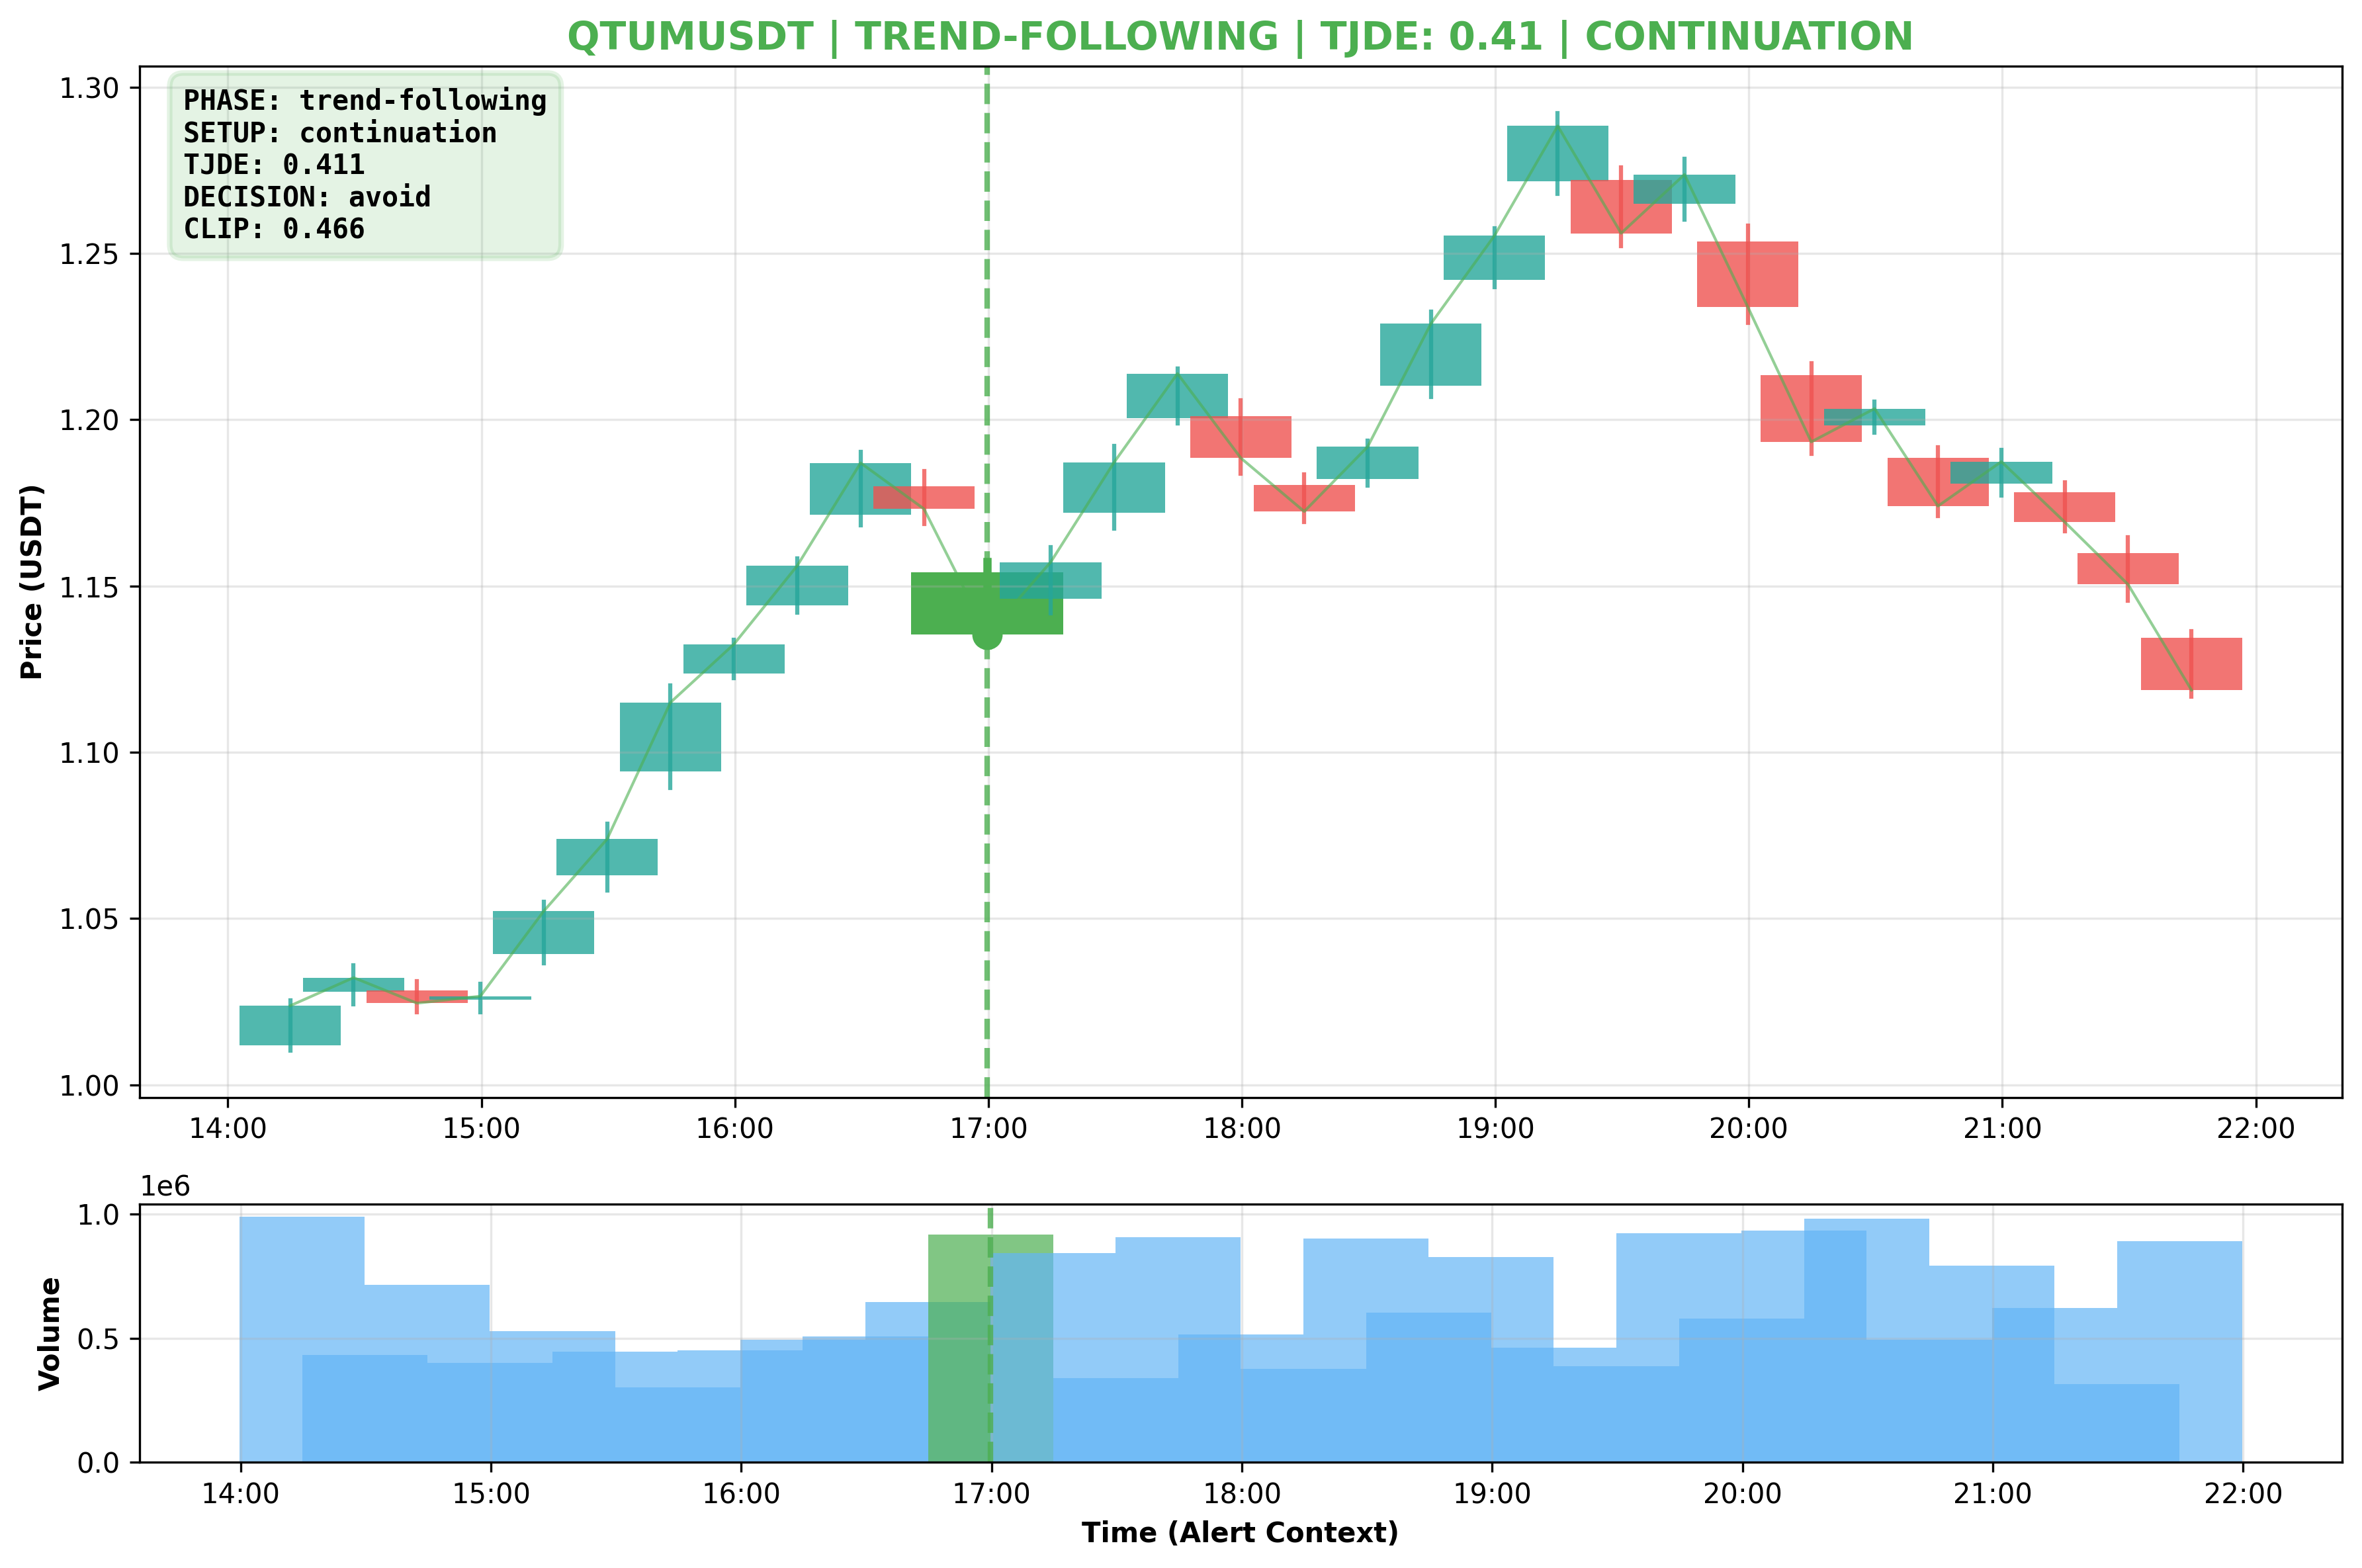 QTUMUSDT | TREND-FOLLOWING | TJDE: 0.41 | CONTINUATION
PHASE: trend-following
SETUP: continuation
TJDE: 0.411
DECISION: avoid
CLIP: 0.466
Price (USDT)
1.30
1.25
1.20
1.15
1.10
1.05
1.00
14:00 15:00 16:00 17:00 18:00 19:00 20:00 21:00 22:00
1e6
Volume
1.0
0.5
0.0
14:00 15:00 16:00 17:00 18:00 19:00 20:00 21:00 22:00
Time (Alert Context)